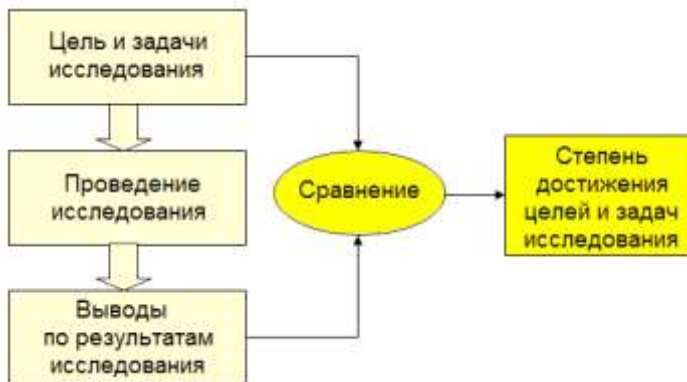 Цель и задачи
исследования
Проведение
исследования
Выводы
по результатам
исследования
Сравнение
Степень
достижения
целей и задач
исследования